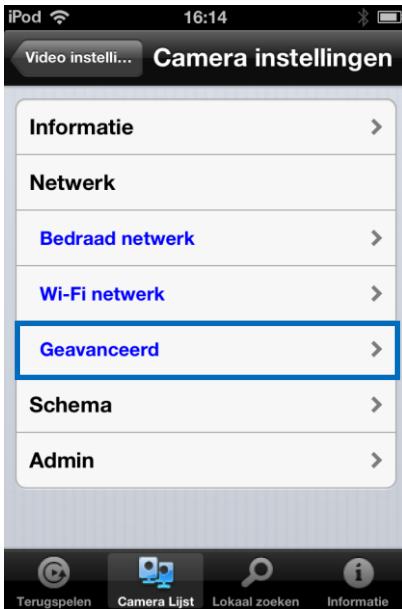 iPod 16:14
Video instelli... Camera instellingen
Informatie
Netwerk
Bedraad netwerk
Wi-Fi netwerk
Geavanceerd
Schema
Admin
Terugspelen Camera Lijst Lokaal zoeken Informatie